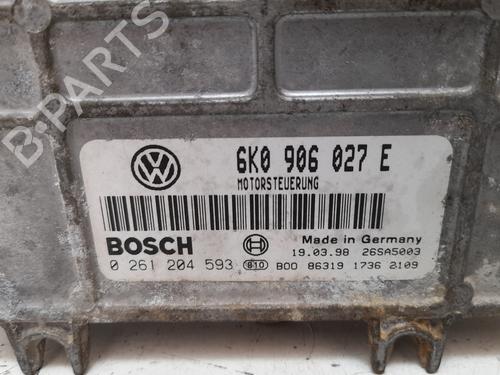 B-PARTS
6K0 906 027 E
MOTORSTEUERUNG
BOSCH
Made in Germany
19.03.98 26SA5003
0 261 204 593 B10 B00 86319 1736 2109